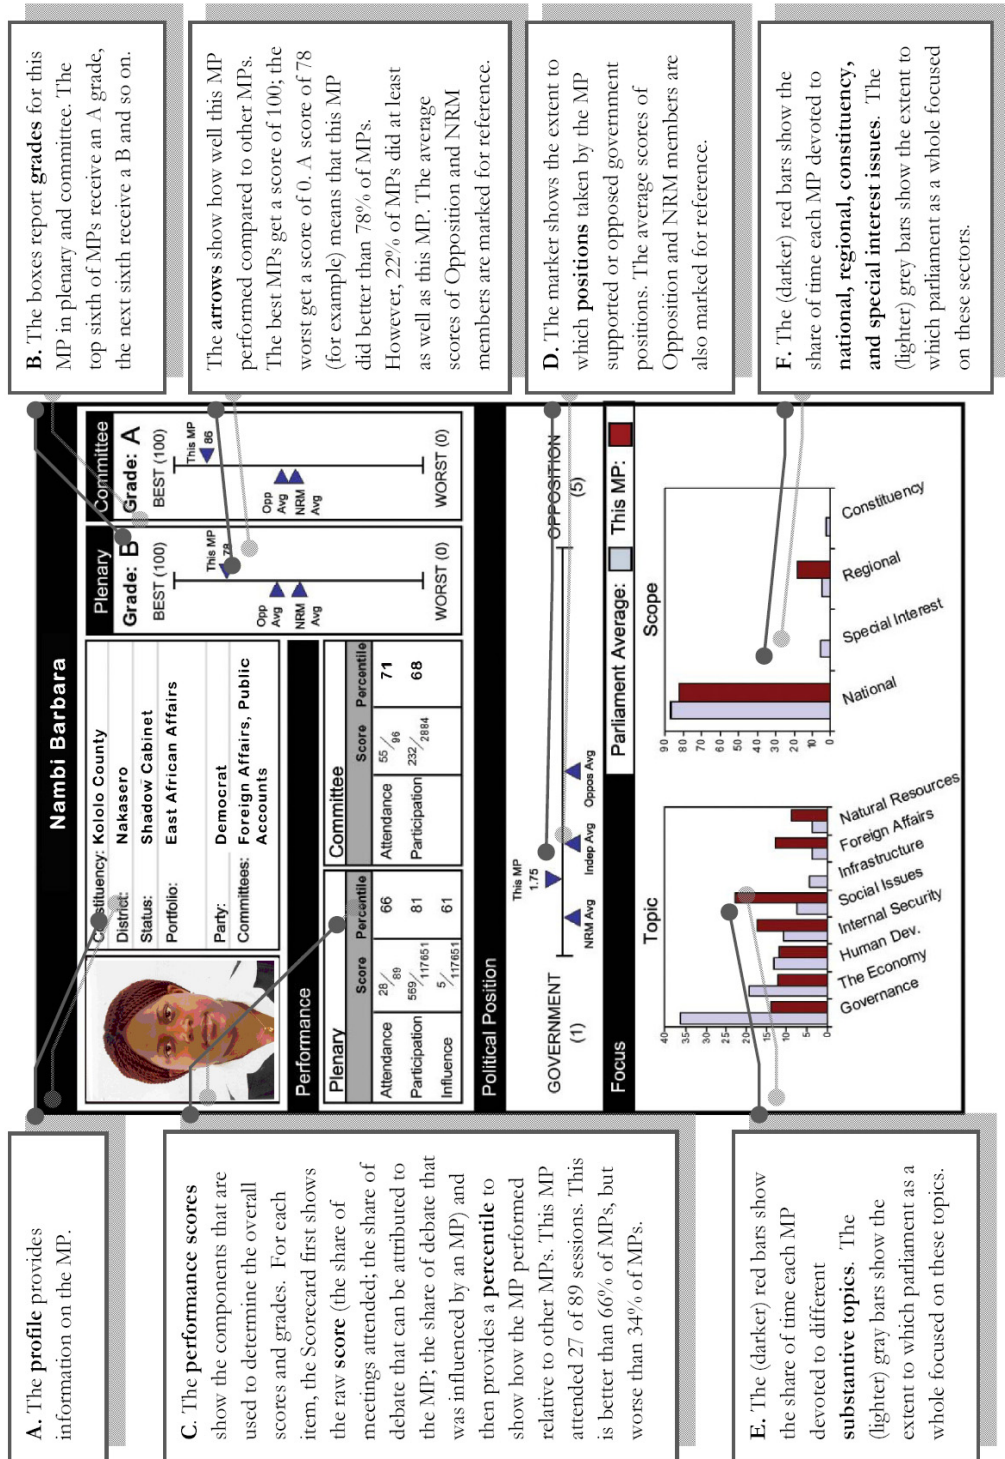 A. The profile provides
information on the MP.
B. The boxes report grades for this
MP in plenary and committee. The
top sixth of MPs receive an A grade,
the next sixth receive a B and so on.
The arrows show how well this MP
performed compared to other MPs.
The best MPs get a score of 100; the
worst get a score of 0. A score of 78
(for example) means that this MP
did better than 78% of MPs.
However, 22% of MPs did at least
as well as this MP. The average
scores of Opposition and NRM
members are marked for reference.
C. The performance scores
show the components that are
used to determine the overall
scores and grades. For each
item, the Scorecard first shows
the raw score (the share of
meetings attended; the share of
debate that can be attributed to
the MP; the share of debate that
was influenced by an MP) and
then provides a percentile to
show how the MP performed
relative to other MPs. This MP
attended 27 of 89 sessions. This
is better than 66% of MPs, but
worse than 34% of MPs.
D. The marker shows the extent to
which positions taken by the MP
supported or opposed government
positions. The average scores of
Opposition and NRM members are
also marked for reference.
E. The (darker) red bars show
the share of time each MP
devoted to different
substantive topics. The
(lighter) gray bars show the
extent to which parliament as a
whole focused on these topics.
F. The (darker) red bars show the
share of time each MP devoted to
national, regional, constituency,
and special interest issues. The
(lighter) grey bars show the extent to
which parliament as a whole focused
on these sectors.
Nambi Barbara
Constituency: Kololo County
District: Nakasero
Status: Shadow Cabinet
Portfolio: East African Affairs
Party: Democrat
Committees: Foreign Affairs, Public
Accounts
Plenary
Grade: B
BEST (100)
This MP
78
Opp
Avg
NRM
Avg
WORST (0)
Committee
Grade: A
BEST (100)
This MP
86
Opp
Avg
NRM
Avg
WORST (0)
Performance
Plenary
Score Percentile
Attendance 28/89 66
Participation 569/117651 81
Influence 5/117651 61
Committee
Score Percentile
Attendance 55/96 71
Participation 232/2884 68
Political Position
GOVERNMENT
(1)
This MP
1.75
NRM Avg
Indep Avg
Oppos Avg
OPPOSITION
(5)
Focus
Parliament Average:
This MP:
Topic
40
35
30
25
20
15
10
5
0
Governance
The Economy
Human Dev.
Internal Security
Social Issues
Infrastructure
Foreign Affairs
Natural Resources
Scope
90
80
70
60
50
40
30
20
10
0
National
Special Interest
Regional
Constituency